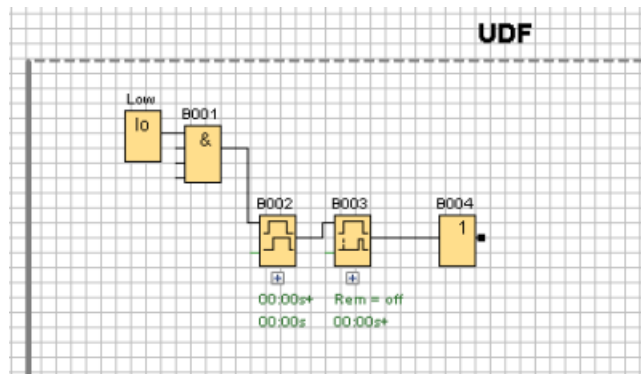 UDF
Low
lo
B001
&
B002
B003
B004
1
00:00s+
Rem = off
00:00s
00:00s+